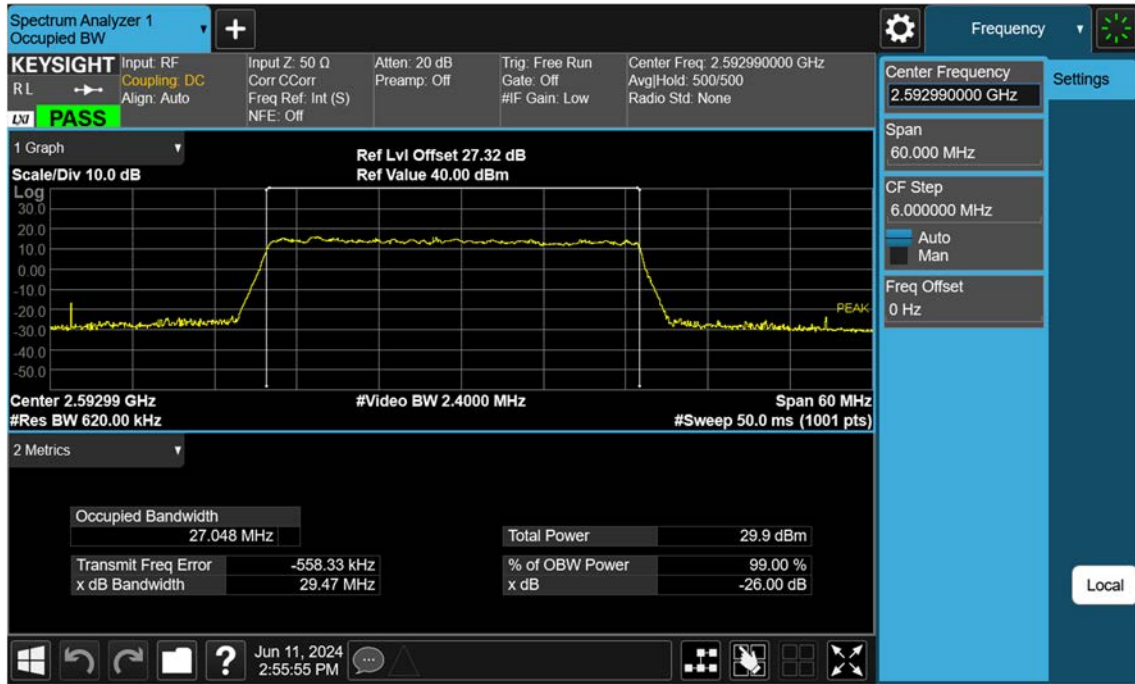 Spectrum Analyzer 1
Occupied BW
+
Frequency
KEYSIGHT
R L
LXI PASS
Input: RF
Coupling: DC
Align: Auto
Input Z: 50 Ω
Corr CCorr
Freq Ref: Int (S)
NFE: Off
Atten: 20 dB
Preamp: Off
Trig: Free Run
Gate: Off
#IF Gain: Low
Center Freq: 2.592990000 GHz
Avg|Hold: 500/500
Radio Std: None
1 Graph
Scale/Div 10.0 dB
Ref Lvl Offset 27.32 dB
Ref Value 40.00 dBm
Log
30.0
20.0
10.0
0.00
-10.0
-20.0
-30.0
-40.0
-50.0
PEAK
Center 2.59299 GHz
#Video BW 2.4000 MHz
Span 60 MHz
#Res BW 620.00 kHz
#Sweep 50.0 ms (1001 pts)
2 Metrics
Occupied Bandwidth
27.048 MHz
Total Power 29.9 dBm
Transmit Freq Error -558.33 kHz
% of OBW Power 99.00 %
x dB Bandwidth 29.47 MHz
x dB -26.00 dB
?
Jun 11, 2024
2:55:55 PM
Center Frequency
2.592990000 GHz
Span
60.000 MHz
CF Step
6.000000 MHz
Auto
Man
Freq Offset
0 Hz
Settings
Local